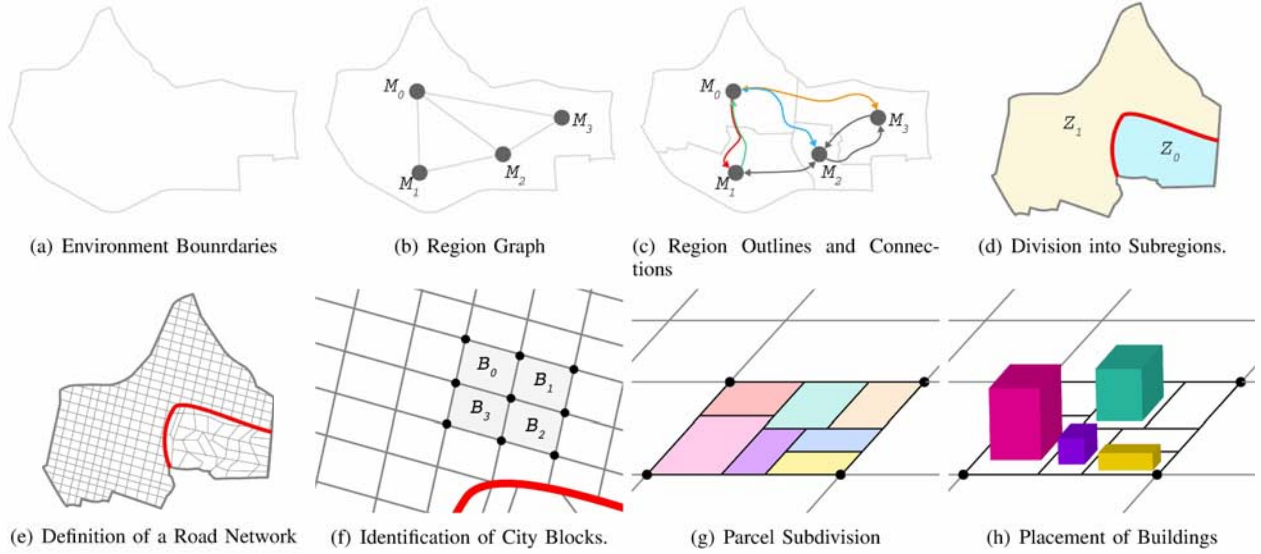 M0
M1
M2
M3
M0
M1
M2
M3
Z1
Z0
(a) Environment Bounrdaries
(b) Region Graph
(c) Region Outlines and Connec-
tions
(d) Division into Subregions.
B0
B1
B3
B2
(e) Definition of a Road Network
(f) Identification of City Blocks.
(g) Parcel Subdivision
(h) Placement of Buildings